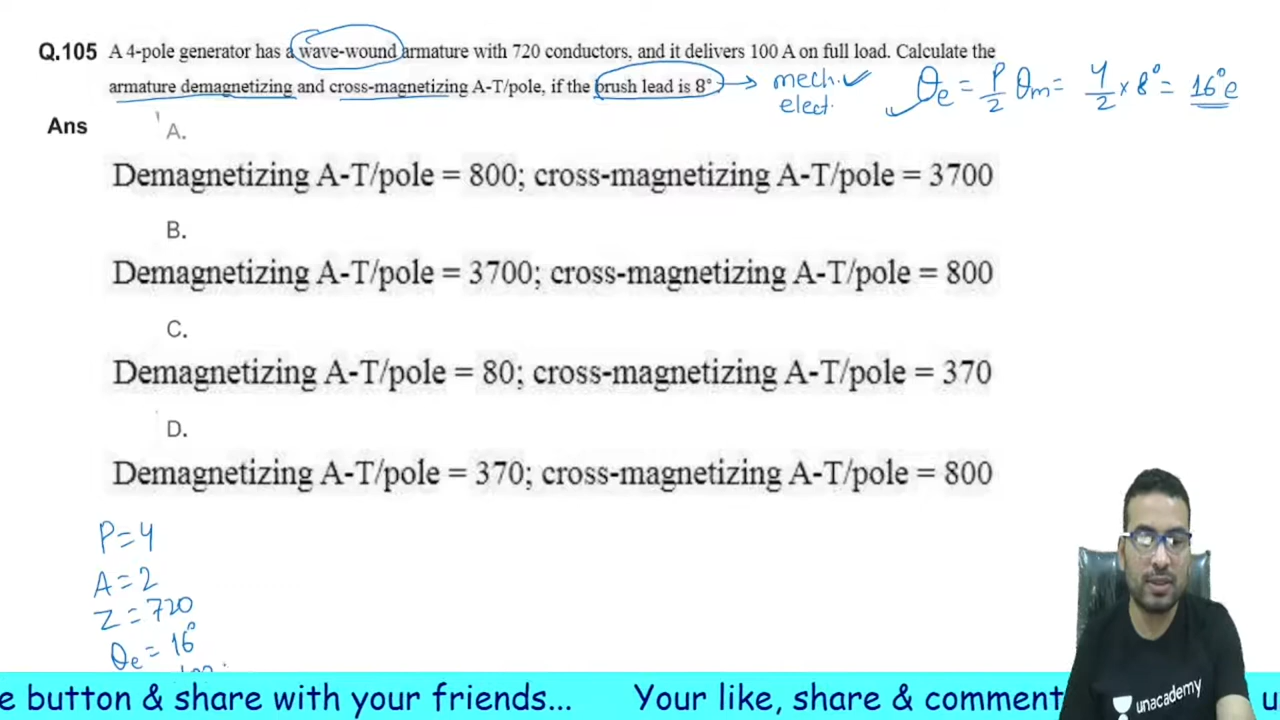 Q.105 A 4-pole generator has a wave-wound armature with 720 conductors, and it delivers 100 A on full load. Calculate the
armature demagnetizing and cross-magnetizing A-T/pole, if the brush lead is 8°.
→ mech. ✓
elect.
θe = P/2 θm = 4/2 × 8° = 16°e
Ans
A.
Demagnetizing A-T/pole = 800; cross-magnetizing A-T/pole = 3700
B.
Demagnetizing A-T/pole = 3700; cross-magnetizing A-T/pole = 800
C.
Demagnetizing A-T/pole = 80; cross-magnetizing A-T/pole = 370
D.
Demagnetizing A-T/pole = 370; cross-magnetizing A-T/pole = 800
P=4
A=2
Z=720
θe = 16°
unacademy
e button & share with your friends... Your like, share & comment u